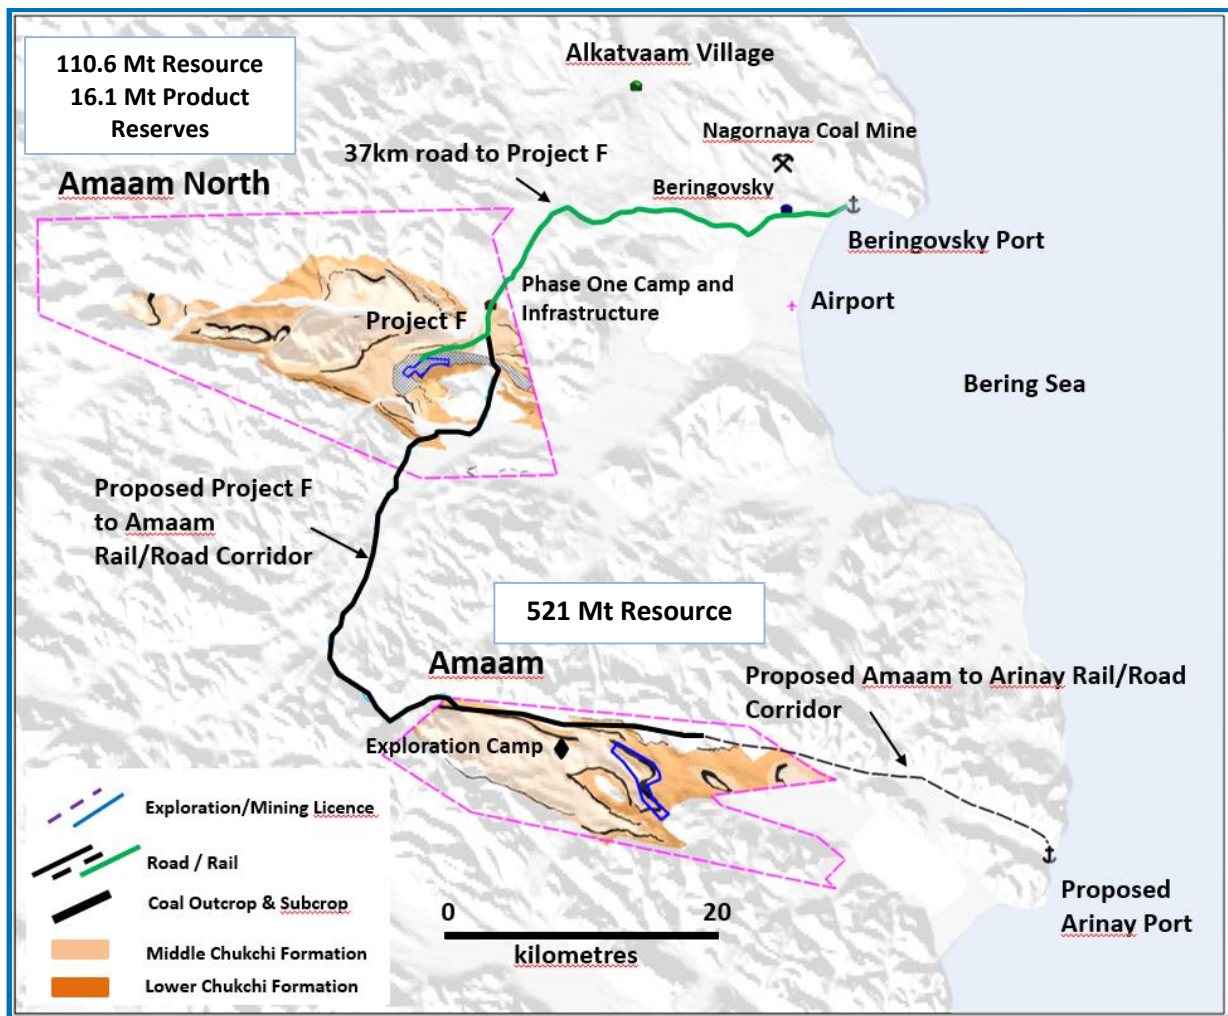 110.6 Mt Resource
16.1 Mt Product
Reserves
Alkatvaam Village
Nagornaya Coal Mine
37km road to Project F
Amaam North
Beringovsky
Beringovsky Port
Phase One Camp and
Infrastructure
Airport
Project F
Bering Sea
Proposed Project F
to Amaam
Rail/Road Corridor
521 Mt Resource
Amaam
Proposed Amaam to Arinay Rail/Road
Corridor
Exploration Camp
Exploration/Mining Licence
Road / Rail
Coal Outcrop & Subcrop
Middle Chukchi Formation
Lower Chukchi Formation
0 20
kilometres
Proposed
Arinay Port